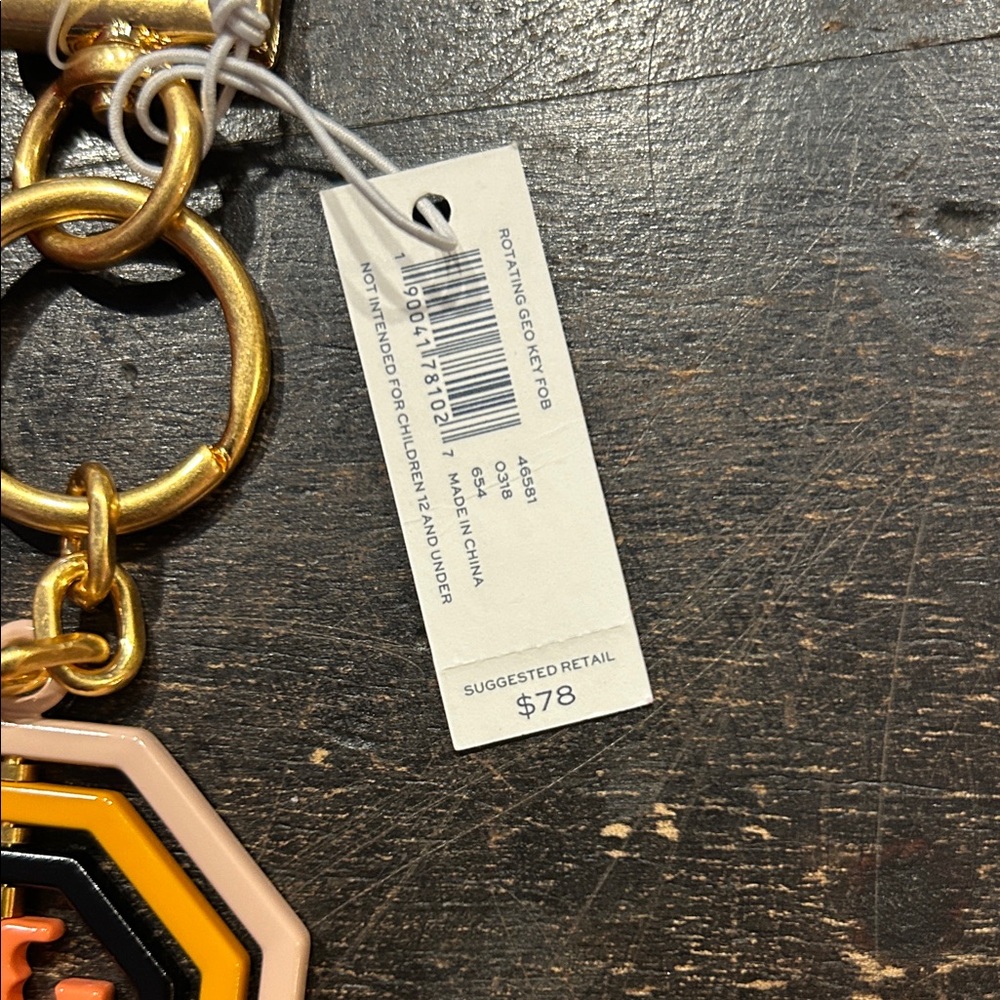 ROTATING GEO KEY FOB
1 90041 78102 7
46581
0318
654
MADE IN CHINA
NOT INTENDED FOR CHILDREN 12 AND UNDER
SUGGESTED RETAIL
$78